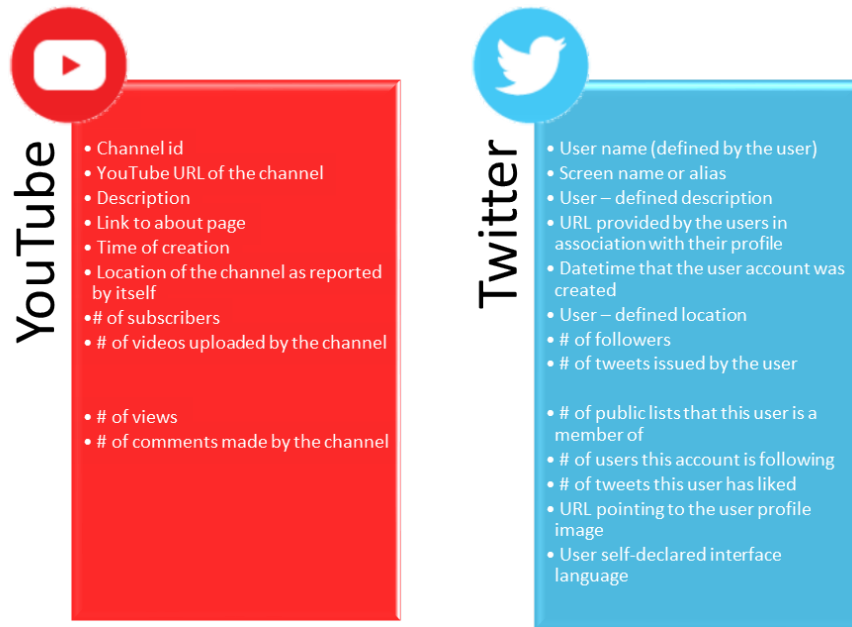 YouTube
• Channel id
• YouTube URL of the channel
• Description
• Link to about page
• Time of creation
• Location of the channel as reported
by itself
•# of subscribers
• # of videos uploaded by the channel
• # of views
• # of comments made by the channel
Twitter
• User name (defined by the user)
• Screen name or alias
• User – defined description
• URL provided by the users in
association with their profile
• Datetime that the user account was
created
• User – defined location
• # of followers
• # of tweets issued by the user
• # of public lists that this user is a
member of
• # of users this account is following
• # of tweets this user has liked
• URL pointing to the user profile
image
• User self-declared interface
language